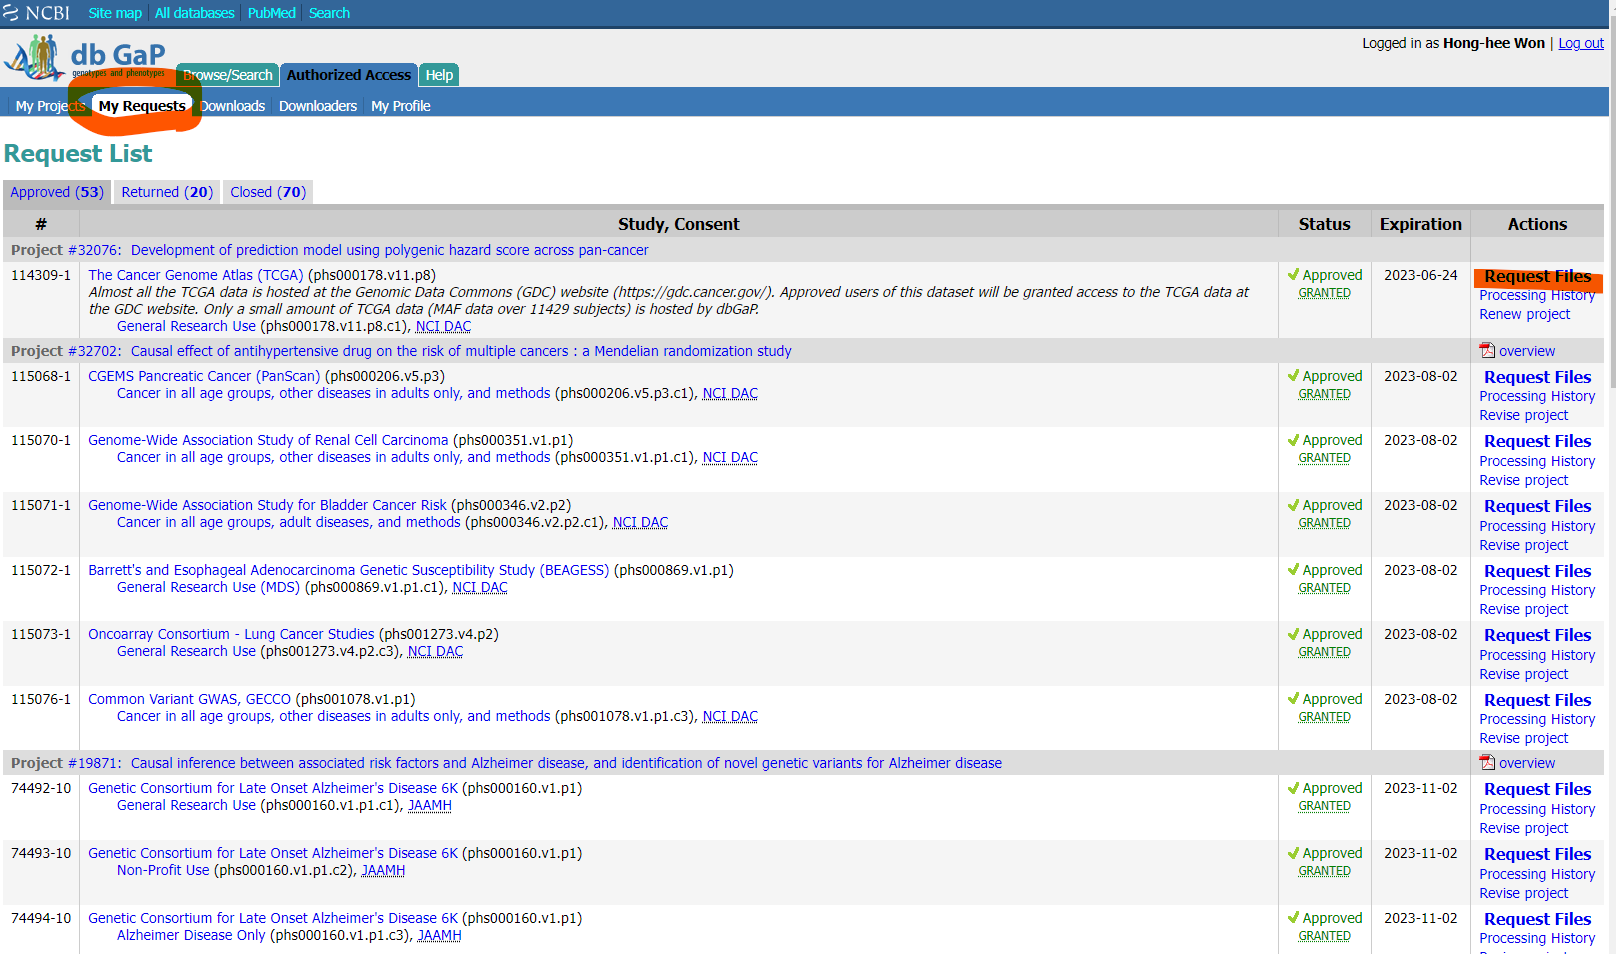 NCBI Site map All databases PubMed Search
Logged in as Hong-hee Won | Log out
db GaP
genotypes and phenotypes
Browse/Search Authorized Access Help
My Projects My Requests Downloads Downloaders My Profile
Request List
Approved (53) Returned (20) Closed (70)
# Study, Consent Status Expiration Actions
Project #32076: Development of prediction model using polygenic hazard score across pan-cancer
114309-1 The Cancer Genome Atlas (TCGA) (phs000178.v11.p8) Approved 2023-06-24 Request Files
Almost all the TCGA data is hosted at the Genomic Data Commons (GDC) website (https://gdc.cancer.gov/). Approved users of this dataset will be granted access to the TCGA data at GRANTED Processing History
the GDC website. Only a small amount of TCGA data (MAF data over 11429 subjects) is hosted by dbGaP. Renew project
General Research Use (phs000178.v11.p8.c1), NCI DAC
Project #32702: Causal effect of antihypertensive drug on the risk of multiple cancers : a Mendelian randomization study overview
115068-1 CGEMS Pancreatic Cancer (PanScan) (phs000206.v5.p3) Approved 2023-08-02 Request Files
Cancer in all age groups, other diseases in adults only, and methods (phs000206.v5.p3.c1), NCI DAC GRANTED Processing History
Revise project
115070-1 Genome-Wide Association Study of Renal Cell Carcinoma (phs000351.v1.p1) Approved 2023-08-02 Request Files
Cancer in all age groups, other diseases in adults only, and methods (phs000351.v1.p1.c1), NCI DAC GRANTED Processing History
Revise project
115071-1 Genome-Wide Association Study for Bladder Cancer Risk (phs000346.v2.p2) Approved 2023-08-02 Request Files
Cancer in all age groups, adult diseases, and methods (phs000346.v2.p2.c1), NCI DAC GRANTED Processing History
Revise project
115072-1 Barrett's and Esophageal Adenocarcinoma Genetic Susceptibility Study (BEAGESS) (phs000869.v1.p1) Approved 2023-08-02 Request Files
General Research Use (MDS) (phs000869.v1.p1.c1), NCI DAC GRANTED Processing History
Revise project
115073-1 Oncoarray Consortium - Lung Cancer Studies (phs001273.v4.p2) Approved 2023-08-02 Request Files
General Research Use (phs001273.v4.p2.c3), NCI DAC GRANTED Processing History
Revise project
115076-1 Common Variant GWAS, GECCO (phs001078.v1.p1) Approved 2023-08-02 Request Files
Cancer in all age groups, other diseases in adults only, and methods (phs001078.v1.p1.c3), NCI DAC GRANTED Processing History
Revise project
Project #19871: Causal inference between associated risk factors and Alzheimer disease, and identification of novel genetic variants for Alzheimer disease overview
74492-10 Genetic Consortium for Late Onset Alzheimer's Disease 6K (phs000160.v1.p1) Approved 2023-11-02 Request Files
General Research Use (phs000160.v1.p1.c1), JAAMH GRANTED Processing History
Revise project
74493-10 Genetic Consortium for Late Onset Alzheimer's Disease 6K (phs000160.v1.p1) Approved 2023-11-02 Request Files
Non-Profit Use (phs000160.v1.p1.c2), JAAMH GRANTED Processing History
Revise project
74494-10 Genetic Consortium for Late Onset Alzheimer's Disease 6K (phs000160.v1.p1) Approved 2023-11-02 Request Files
Alzheimer Disease Only (phs000160.v1.p1.c3), JAAMH GRANTED Processing History